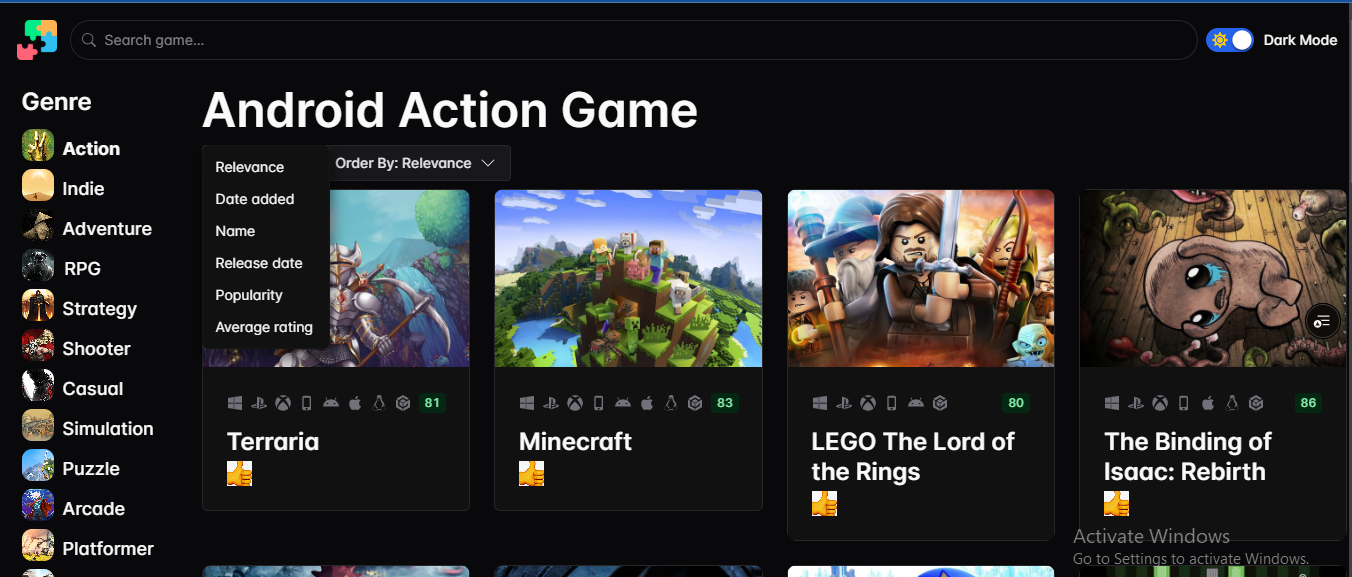 Search game...
Dark Mode
Genre
Action
Indie
Adventure
RPG
Strategy
Shooter
Casual
Simulation
Puzzle
Arcade
Platformer
Android Action Game
Order By: Relevance
Relevance
Date added
Name
Release date
Popularity
Average rating
81
Terraria
83
Minecraft
80
LEGO The Lord of
the Rings
86
The Binding of
Isaac: Rebirth
Activate Windows
Go to Settings to activate Windows.